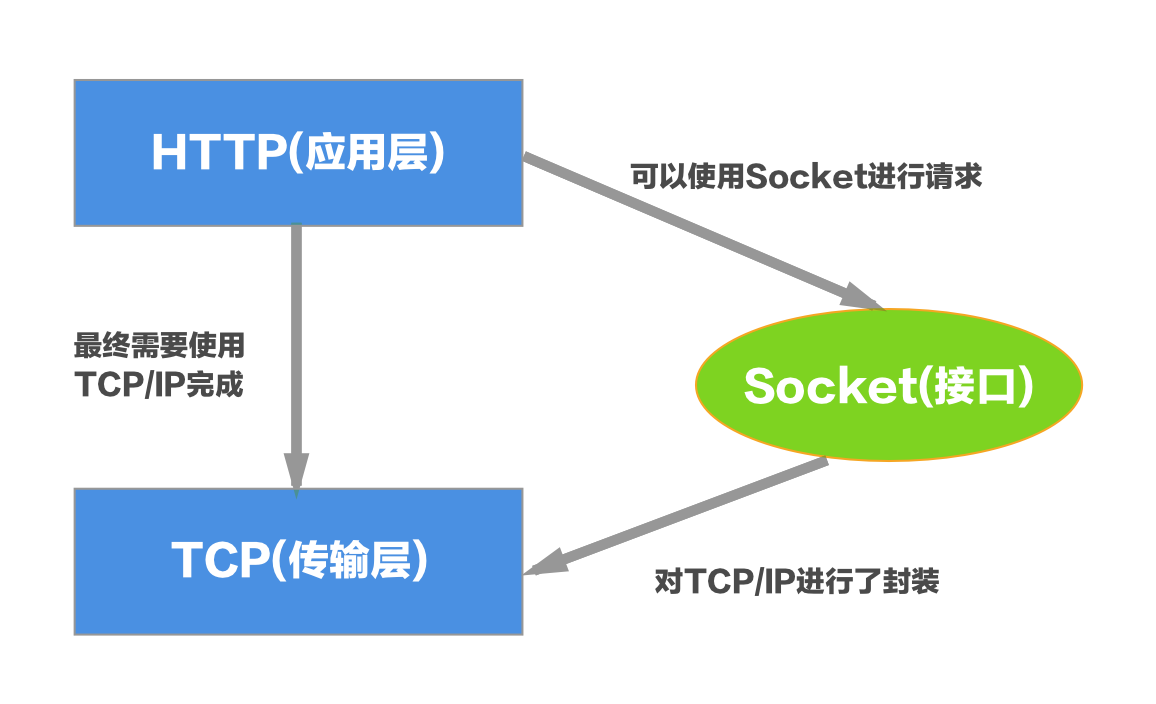 HTTP(应用层)
可以使用Socket进行请求
最终需要使用
TCP/IP完成
Socket(接口)
TCP(传输层)
对TCP/IP进行了封装